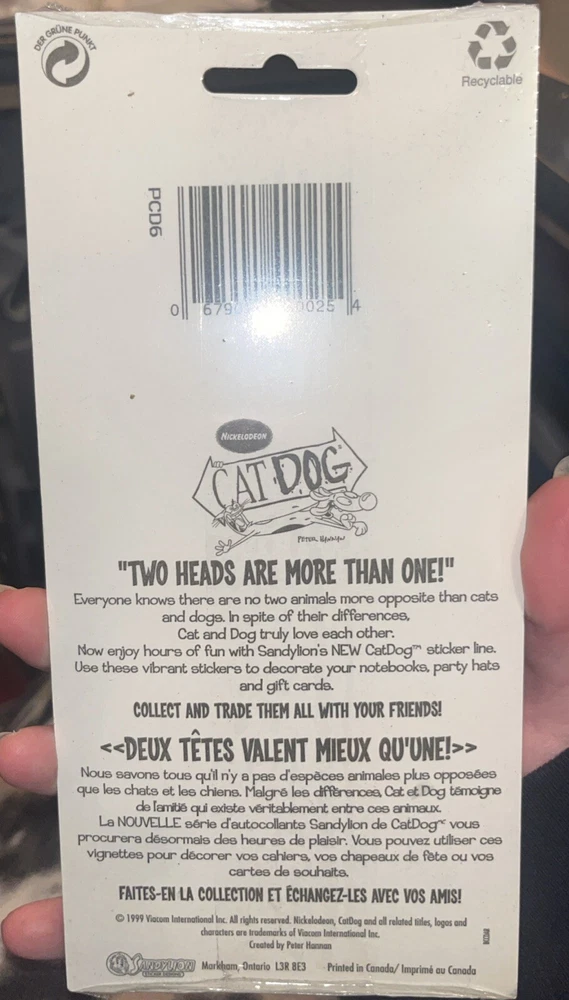 DER GRÜNE PUNKT
Recyclable
PCD6
0 679 0025 4
NICKELODEON
CATDOG
PETER HANNAN
"TWO HEADS ARE MORE THAN ONE!"
Everyone knows there are no two animals more opposite than cats
and dogs. In spite of their differences,
Cat and Dog truly love each other.
Now enjoy hours of fun with Sandylion's NEW CatDog™ sticker line.
Use these vibrant stickers to decorate your notebooks, party hats
and gift cards.
COLLECT AND TRADE THEM ALL WITH YOUR FRIENDS!
<<DEUX TÊTES VALENT MIEUX QU'UNE!>>
Nous savons tous qu'il n'y a pas d'espèces animales plus opposées
que les chats et les chiens. Malgré les différences, Cat et Dog témoigne
de l'amitié qui existe véritablement entre ces animaux.
La NOUVELLE série d'autocollants Sandylion de CatDog™ vous
procurera désormais des heures de plaisir. Vous pouvez utiliser ces
vignettes pour décorer vos cahiers, vos chapeaux de fête ou vos
cartes de souhaits.
FAITES-EN LA COLLECTION ET ÉCHANGEZ-LES AVEC VOS AMIS!
© 1999 Viacom International Inc. All rights reserved. Nickelodeon, CatDog and all related titles, logos and
characters are trademarks of Viacom International Inc.
Created by Peter Hannan
SANDYLION Markham, Ontario L3R BE3 Printed in Canada/ Imprimé au Canada